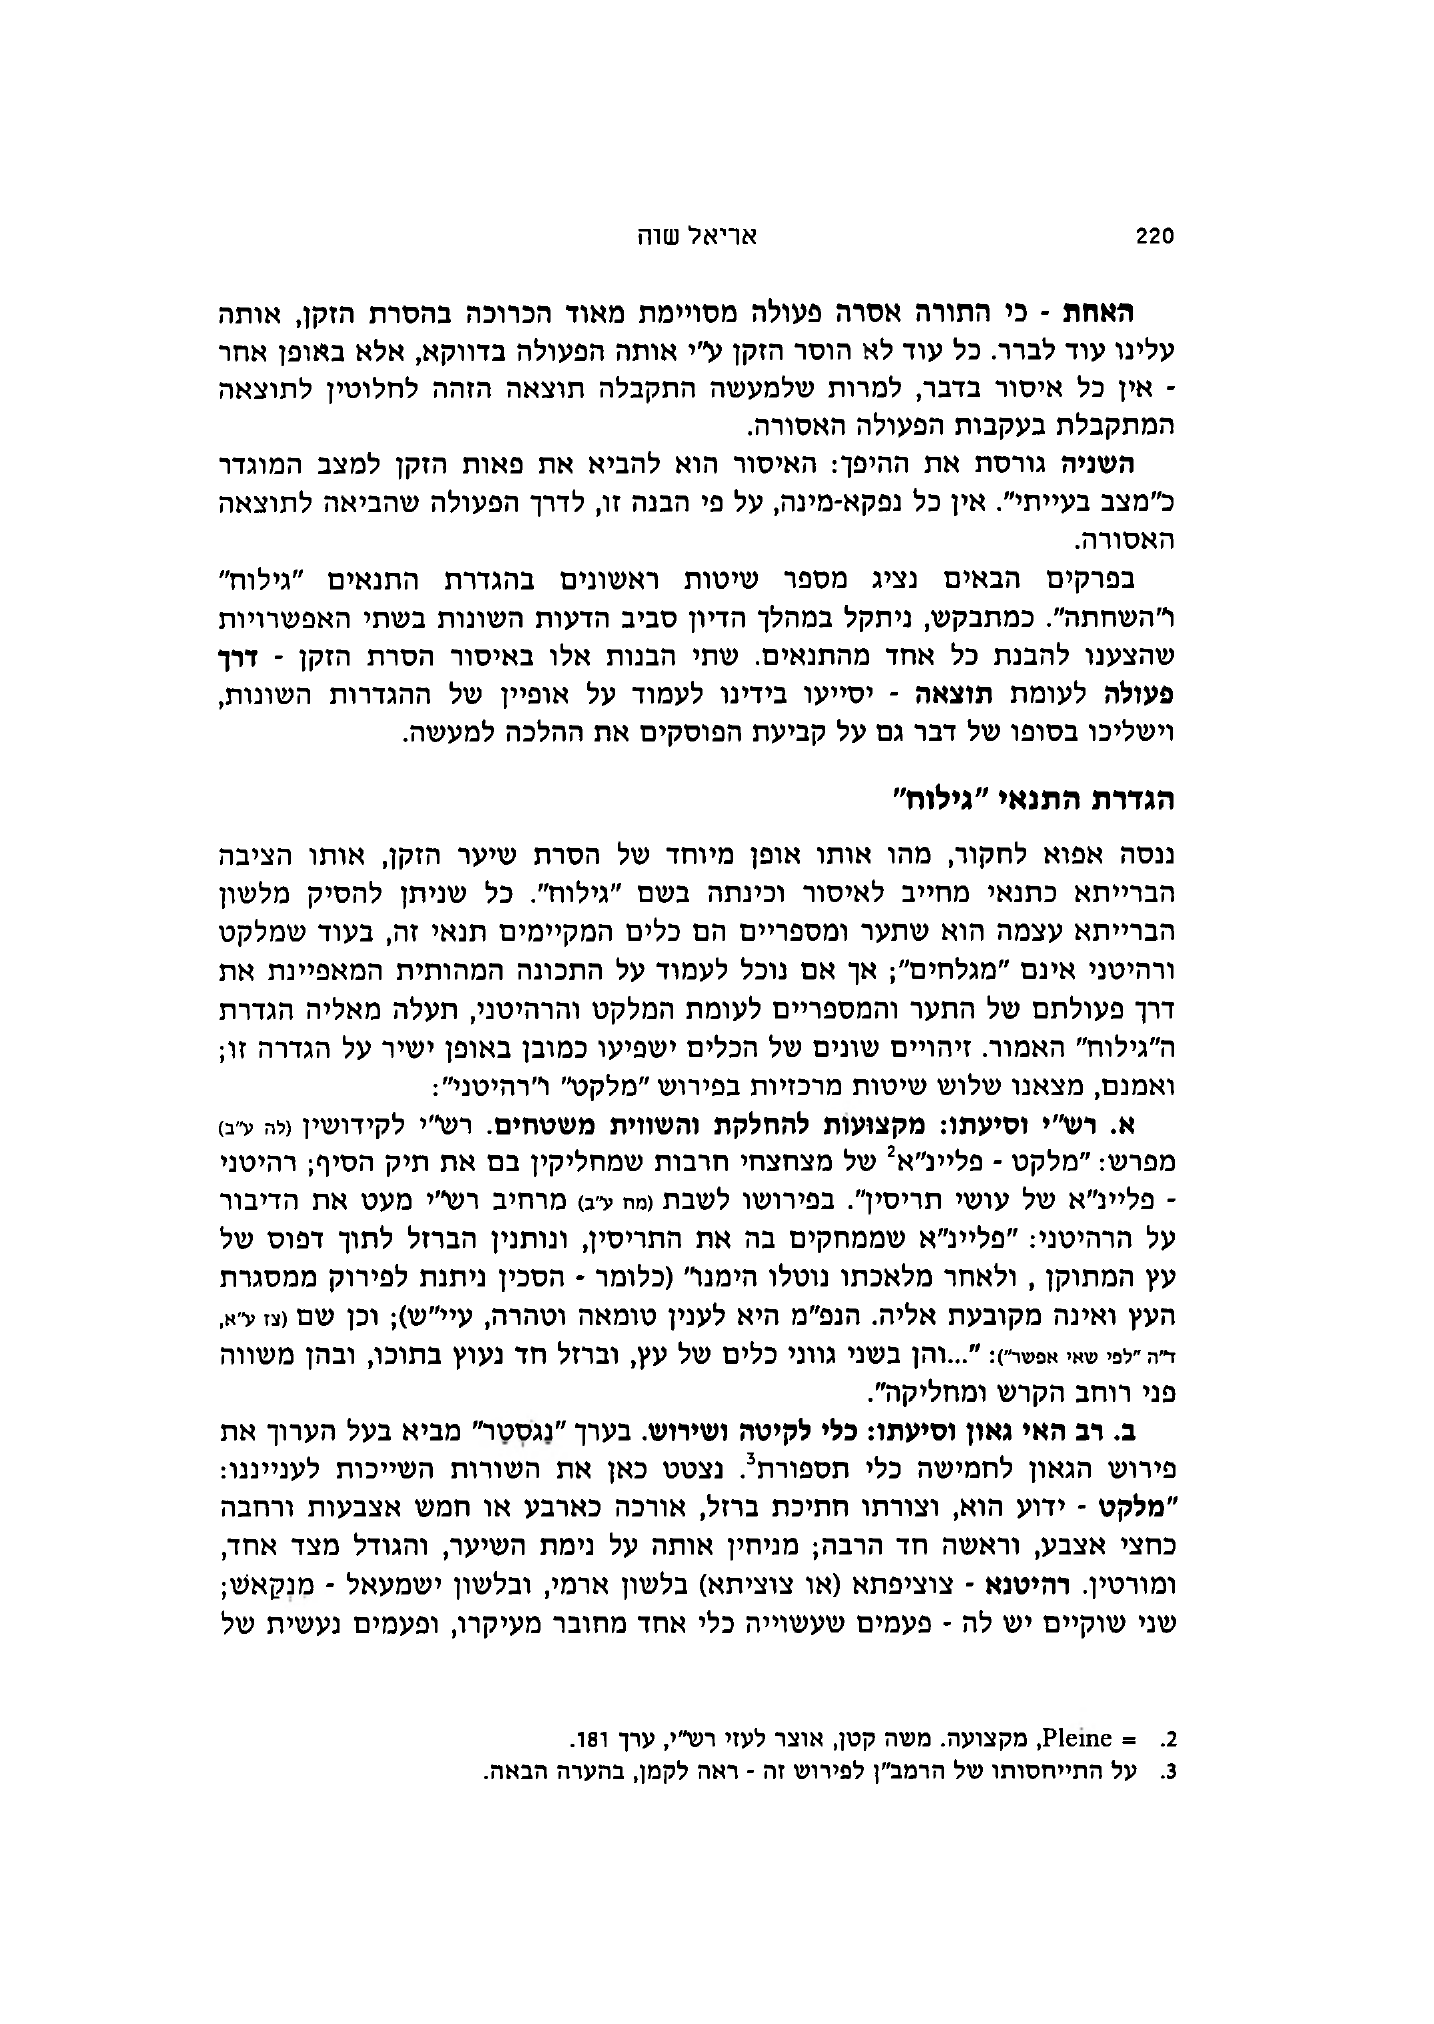 220
אריאל שוה
האחת - כי התורה אסרה פעולה מסויימת מאוד הכרוכה בהסרת הזקן, אותה
עלינו עוד לברר. כל עוד לא הוסר הזקן ע"י אותה הפעולה בדווקא, אלא באופן אחר
- אין כל איסור בדבר, למרות שלמעשה התקבלה תוצאה הזהה לחלוטין לתוצאה
המתקבלת בעקבות הפעולה האסורה.
השניה גורסת את ההיפך: האיסור הוא להביא את פאות הזקן למצב המוגדר
כ"מצב בעייתי". אין כל נפקא-מינה, על פי הבנה זו, לדרך הפעולה שהביאה לתוצאה
האסורה.
בפרקים הבאים נציג מספר שיטות ראשונים בהגדרת התנאים "גילוח"
ו"השחתה". כמתבקש, ניתקל במהלך הדיון סביב הדעות השונות בשתי האפשרויות
שהצענו להבנת כל אחד מהתנאים. שתי הבנות אלו באיסור הסרת הזקן - דרך
פעולה לעומת תוצאה - יסייעו בידינו לעמוד על אופיין של ההגדרות השונות,
וישליכו בסופו של דבר גם על קביעת הפוסקים את ההלכה למעשה.
הגדרת התנאי "גילוח"
ננסה אפוא לחקור, מהו אותו אופן מיוחד של הסרת שיער הזקן, אותו הציבה
הברייתא כתנאי מחייב לאיסור וכינתה בשם "גילוח". כל שניתן להסיק מלשון
הברייתא עצמה הוא שתער ומספריים הם כלים המקיימים תנאי זה, בעוד שמלקט
ורהיטני אינם "מגלחים"; אך אם נוכל לעמוד על התכונה המהותית המאפיינת את
דרך פעולתם של התער והמספריים לעומת המלקט והרהיטני, תעלה מאליה הגדרת
ה"גילוח" האמור. זיהויים שונים של הכלים ישפיעו כמובן באופן ישיר על הגדרה זו;
ואמנם, מצאנו שלוש שיטות מרכזיות בפירוש "מלקט" ו"רהיטני":
א. רש"י וסיעתו: מקצועות להחלקת והשווית משטחים. רש"י לקידושין (לה ע"ב)
מפרש: "מלקט - פליינ"א2 של מצחצחי חרבות שמחליקין בם את תיק הסיף; רהיטני
- פליינ"א של עושי תריסין". בפירושו לשבת (מח ע"ב) מרחיב רש"י מעט את הדיבור
על הרהיטני: "פליינ"א שממחקים בה את התריסין, ונותנין הברזל לתוך דפוס של
עץ המתוקן , ולאחר מלאכתו נוטלו הימנו" (כלומר - הסכין ניתנת לפירוק ממסגרת
העץ ואינה מקובעת אליה. הנפ"מ היא לענין טומאה וטהרה, עיי"ש); וכן שם (צז ע"א,
ד"ה "לפי שאי אפשר"): "...והן בשני גווני כלים של עץ, וברזל חד נעוץ בתוכו, ובהן משווה
פני רוחב הקרש ומחליקה".
ב. רב האי גאון וסיעתו: כלי לקיטה ושירוש. בערך "נַגסְטַר" מביא בעל הערוך את
פירוש הגאון לחמישה כלי תספורת3. נצטט כאן את השורות השייכות לענייננו:
"מלקט - ידוע הוא, וצורתו חתיכת ברזל, אורכה כארבע או חמש אצבעות ורחבה
כחצי אצבע, וראשה חד הרבה; מניחין אותה על נימת השיער, והגודל מצד אחד,
ומורטין. רהיטנא - צוציפתא (או צוציתא) בלשון ארמי, ובלשון ישמעאל - מִנְקַאש;
שני שוקיים יש לה - פעמים שעשוייה כלי אחד מחובר מעיקרו, ופעמים נעשית של
2. = Pleine, מקצועה. משה קטן, אוצר לעזי רש"י, ערך 181.
3. על התייחסותו של הרמב"ן לפירוש זה - ראה לקמן, בהערה הבאה.